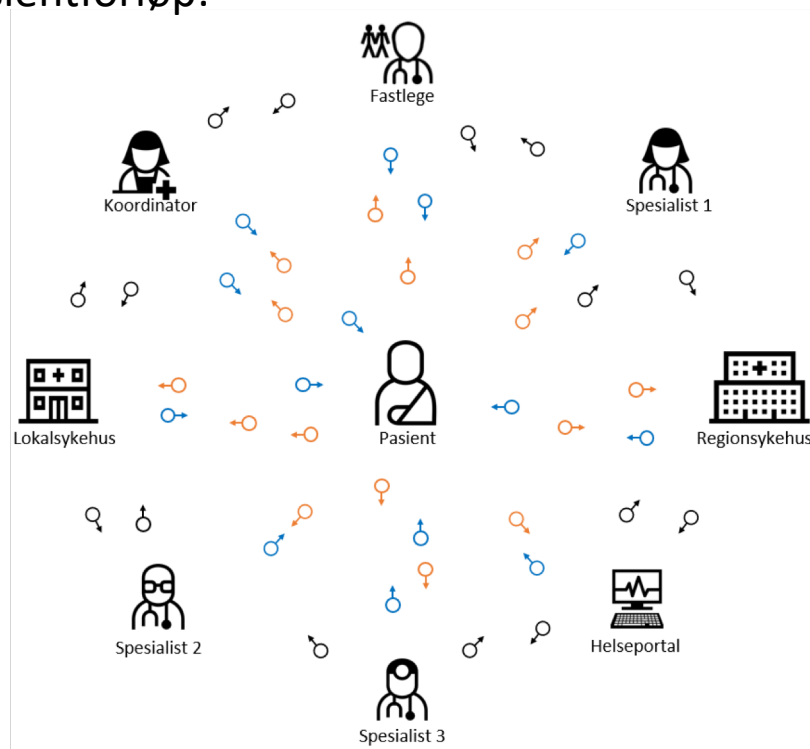 Fastlege
Koordinator
Spesialist 1
Lokalsykehus
Pasient
Regionsykehus
Spesialist 2
Helseportal
Spesialist 3